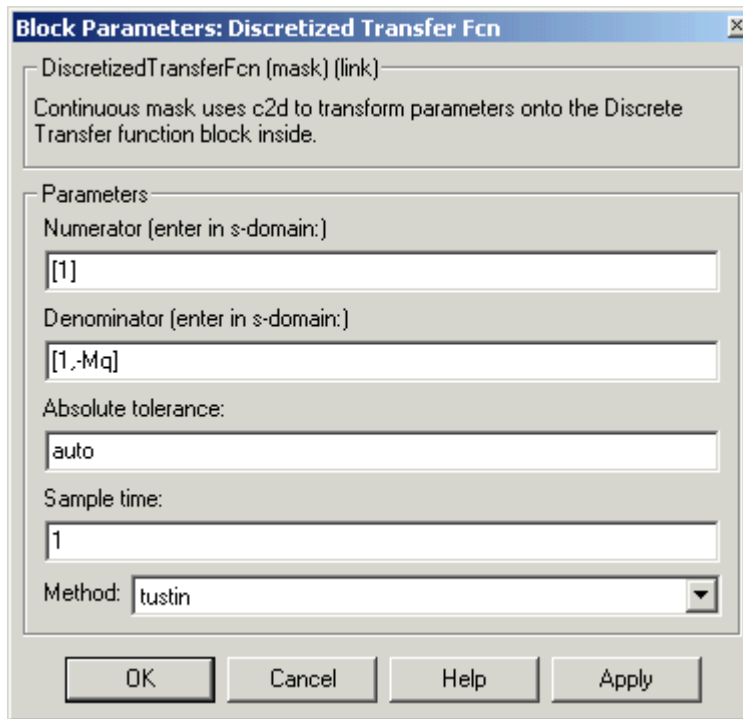 Block Parameters: Discretized Transfer Fcn
DiscretizedTransferFcn (mask) (link)
Continuous mask uses c2d to transform parameters onto the Discrete
Transfer function block inside.
Parameters
Numerator (enter in s-domain:)
[1]
Denominator (enter in s-domain:)
[1,-Mq]
Absolute tolerance:
auto
Sample time:
1
Method: tustin
OK Cancel Help Apply